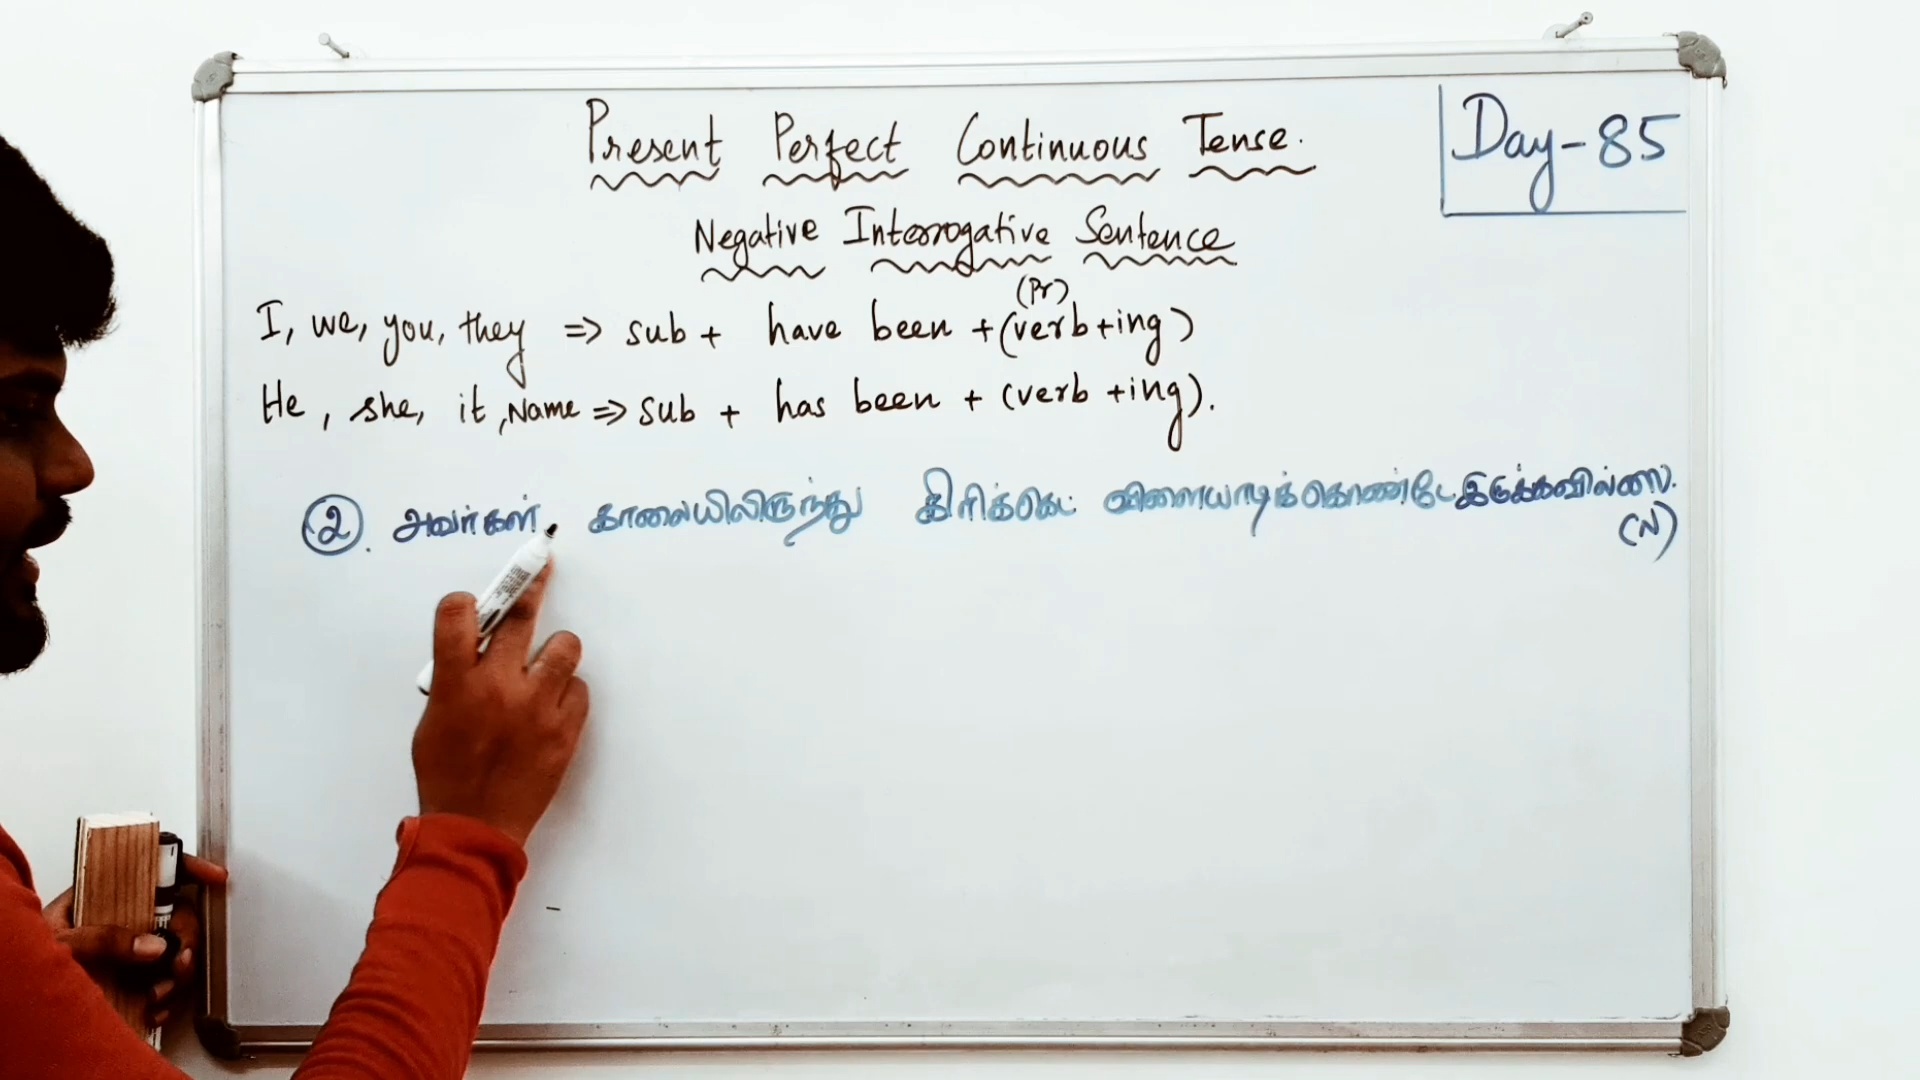 Day-85
Present Perfect Continuous Tense.
Negative Interrogative Sentence
(Pr)
I, we, you, they => sub + have been + (verb+ing)
He, she, it, Name => sub + has been + (verb +ing).
2. அவர்கள் காலையிலிருந்து கிரிக்கெட் விளையாடிக்கொண்டே இருக்கவில்லை.
(N)